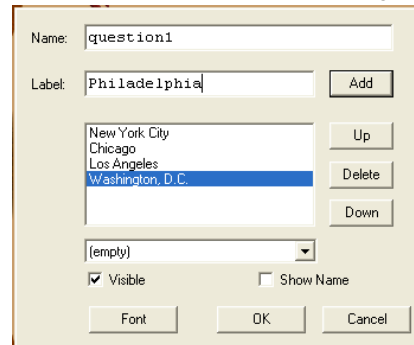 Name: question1
Label: Philadelphia Add
New York City
Chicago
Los Angeles
Washington, D.C.
Up
Delete
Down
(empty)
Visible Show Name
Font OK Cancel